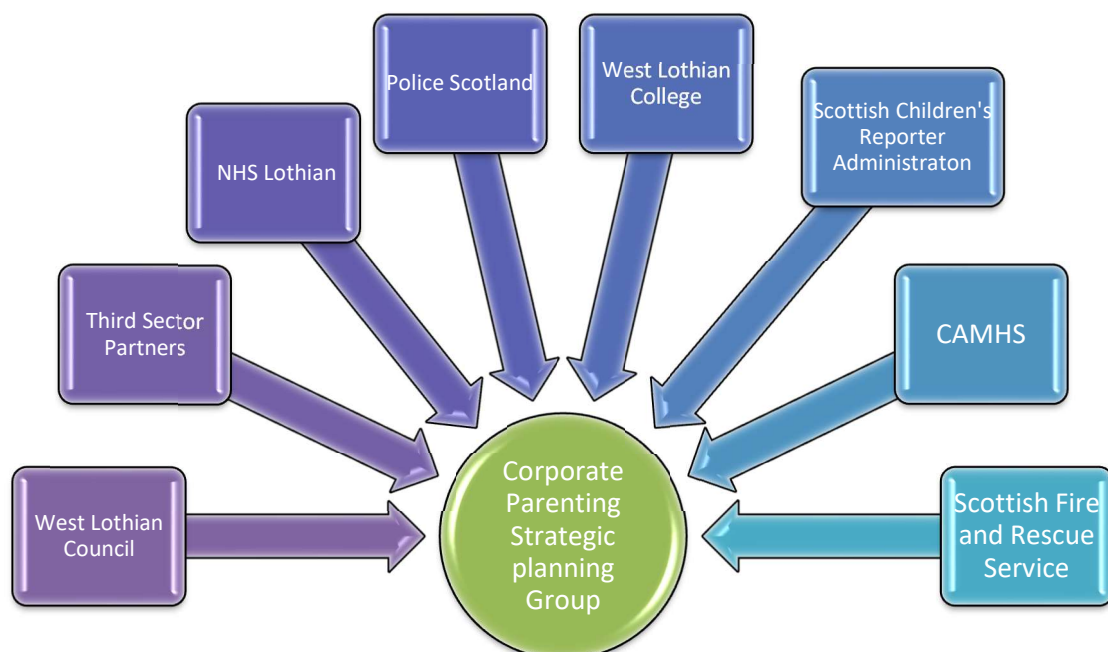 West Lothian
Council
Third Sector
Partners
NHS Lothian
Police Scotland
West Lothian
College
Scottish Children's
Reporter
Administraton
CAMHS
Scottish Fire
and Rescue
Service
Corporate
Parenting
Strategic
planning
Group